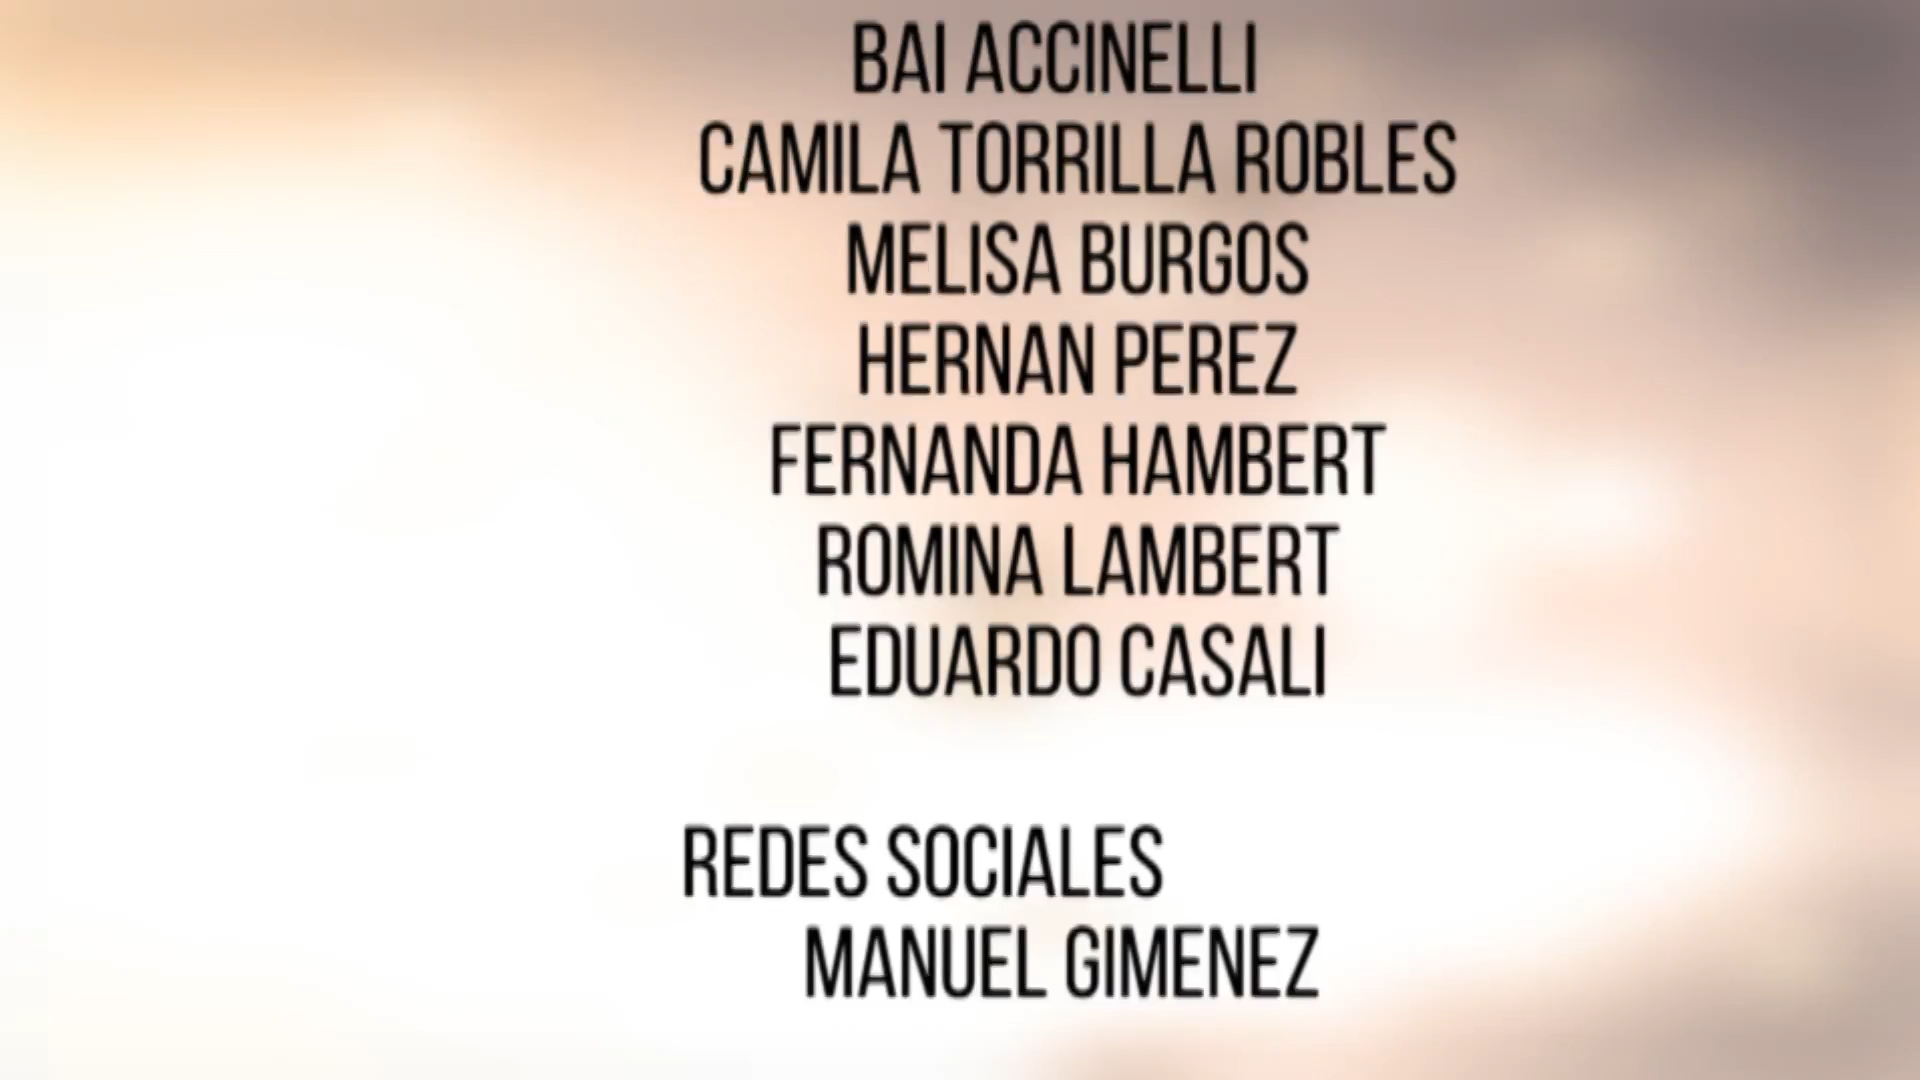 BAI ACCINELLI
CAMILA TORRILLA ROBLES
MELISA BURGOS
HERNAN PEREZ
FERNANDA HAMBERT
ROMINA LAMBERT
EDUARDO CASALI
REDES SOCIALES
MANUEL GIMENEZ